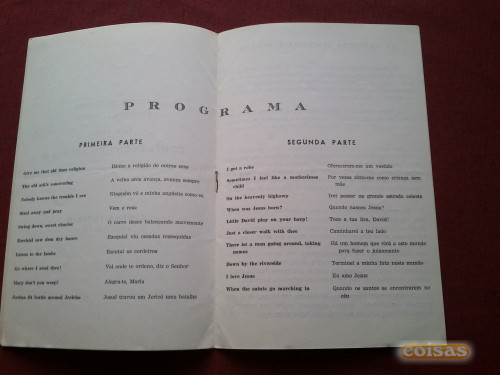 PROGRAMA
PRIMEIRA PARTE
Give me that old time religion Dême a religião de outras eras
The old ark's moovering A velha arca avança, avança sempre
Nobody knows the trouble I see Ninguém vê a minha angústia como eu
Steal away and pray Vem e reza
Swing down, sweet chariot O carro desce balançando suavemente
Ezechiel saw dem dry bones Ezequiel viu ossadas ressequidas
Listen to the lambs Escutai os cordeiros
Go where I send thee! Vai onde te ordeno, diz o Senhor
Mary don't you weep! Alegra-te, Maria
Joshua fit battle around Jericho Josué travou em Jericó uma batalha
SEGUNDA PARTE
I got a robe Ofereceram-me um vestido
Sometimes I feel like a motherless Por vezes sinto-me como criança sem
child mãe
On the heavenly highway Irei passar na grande estrada celeste
When was Jesus born? Quando nasceu Jesus?
Little David play on your harp! Toca a tua lira, David!
Just a closer walk with thee Caminharei a teu lado
There is a man going around, taking Há um homem que virá a este mundo
names para fazer o julgamento
Down by the riverside Terminei a minha luta neste mundo
I love Jesus Eu amo Jesus
When the saints go marching in Quando os santos se encontrarem no
céu
coisas